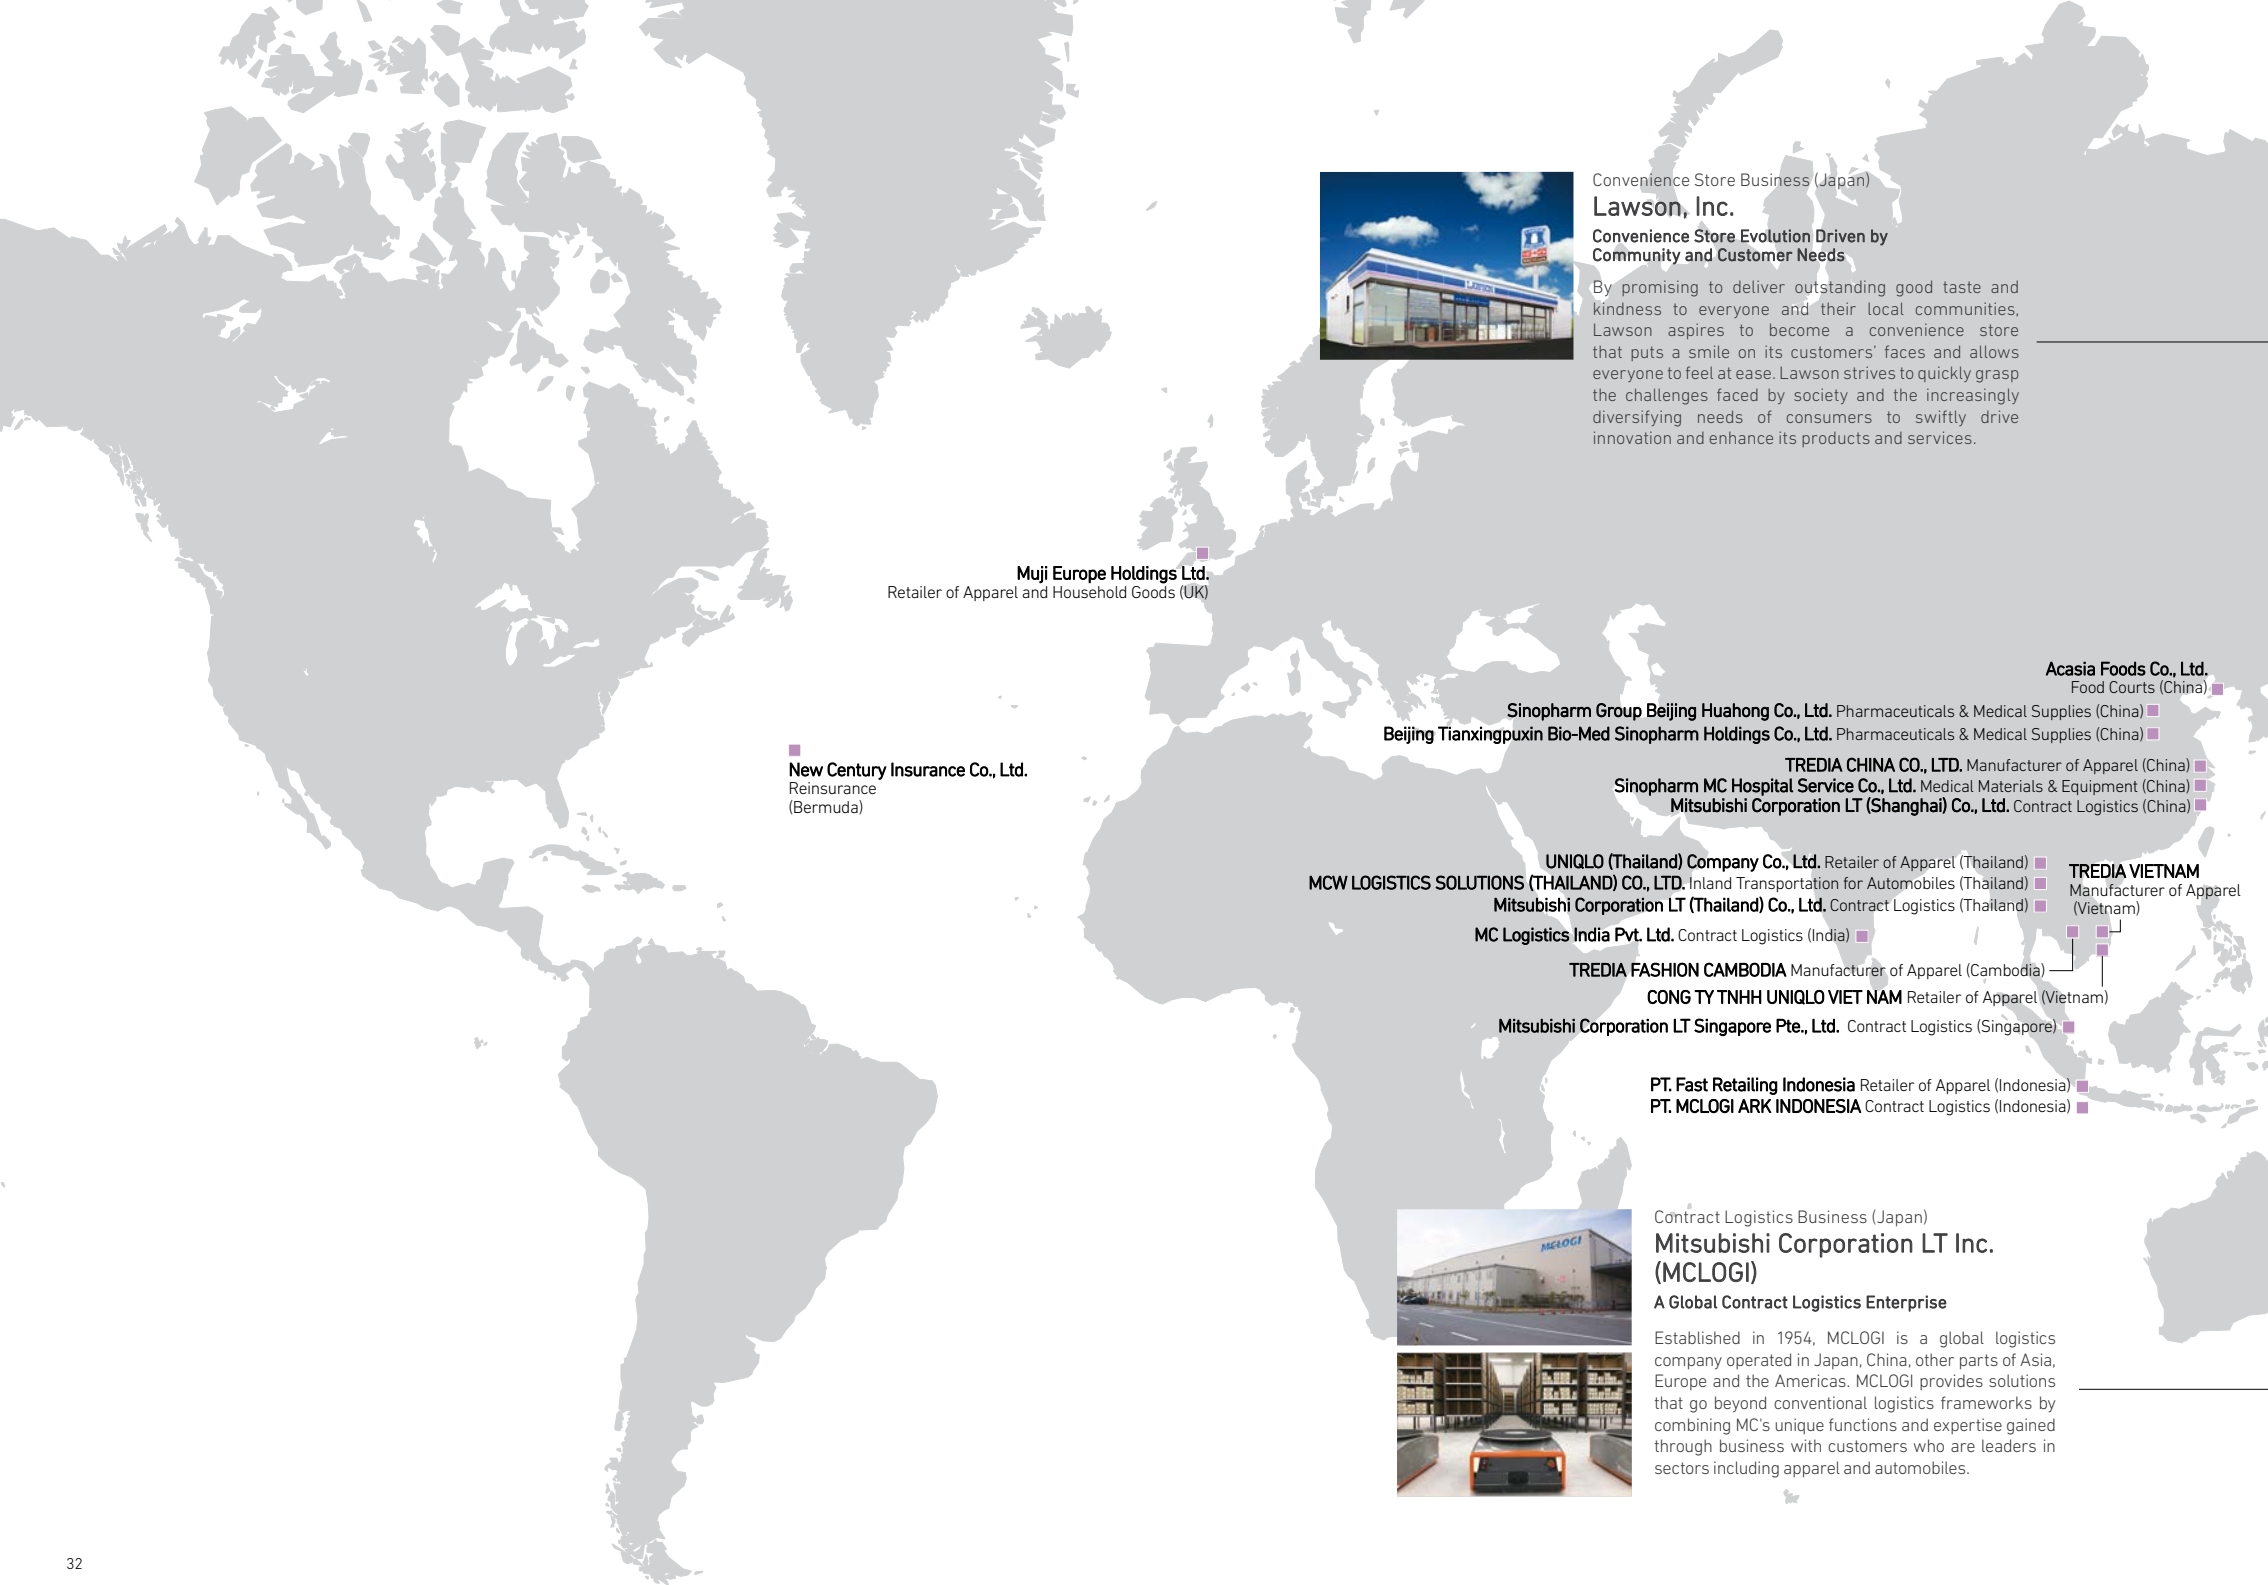 Convenience Store Business (Japan)
Lawson, Inc.
Convenience Store Evolution Driven by
Community and Customer Needs
By promising to deliver outstanding good taste and
kindness to everyone and their local communities,
Lawson aspires to become a convenience store
that puts a smile on its customers' faces and allows
everyone to feel at ease. Lawson strives to quickly grasp
the challenges faced by society and the increasingly
diversifying needs of consumers to swiftly drive
innovation and enhance its products and services.
LAWSON
Muji Europe Holdings Ltd.
Retailer of Apparel and Household Goods (UK)
New Century Insurance Co., Ltd.
Reinsurance
(Bermuda)
Acasia Foods Co., Ltd.
Food Courts (China)
Sinopharm Group Beijing Huahong Co., Ltd. Pharmaceuticals & Medical Supplies (China)
Beijing Tianxingpuxin Bio-Med Sinopharm Holdings Co., Ltd. Pharmaceuticals & Medical Supplies (China)
TREDIA CHINA CO., LTD. Manufacturer of Apparel (China)
Sinopharm MC Hospital Service Co., Ltd. Medical Materials & Equipment (China)
Mitsubishi Corporation LT (Shanghai) Co., Ltd. Contract Logistics (China)
UNIQLO (Thailand) Company Co., Ltd. Retailer of Apparel (Thailand)
MCW LOGISTICS SOLUTIONS (THAILAND) CO., LTD. Inland Transportation for Automobiles (Thailand)
Mitsubishi Corporation LT (Thailand) Co., Ltd. Contract Logistics (Thailand)
TREDIA VIETNAM
Manufacturer of Apparel
(Vietnam)
MC Logistics India Pvt. Ltd. Contract Logistics (India)
TREDIA FASHION CAMBODIA Manufacturer of Apparel (Cambodia)
CONG TY TNHH UNIQLO VIET NAM Retailer of Apparel (Vietnam)
Mitsubishi Corporation LT Singapore Pte., Ltd. Contract Logistics (Singapore)
PT. Fast Retailing Indonesia Retailer of Apparel (Indonesia)
PT. MCLOGI ARK INDONESIA Contract Logistics (Indonesia)
MCLOGI
Contract Logistics Business (Japan)
Mitsubishi Corporation LT Inc.
(MCLOGI)
A Global Contract Logistics Enterprise
Established in 1954, MCLOGI is a global logistics
company operated in Japan, China, other parts of Asia,
Europe and the Americas. MCLOGI provides solutions
that go beyond conventional logistics frameworks by
combining MC's unique functions and expertise gained
through business with customers who are leaders in
sectors including apparel and automobiles.
32